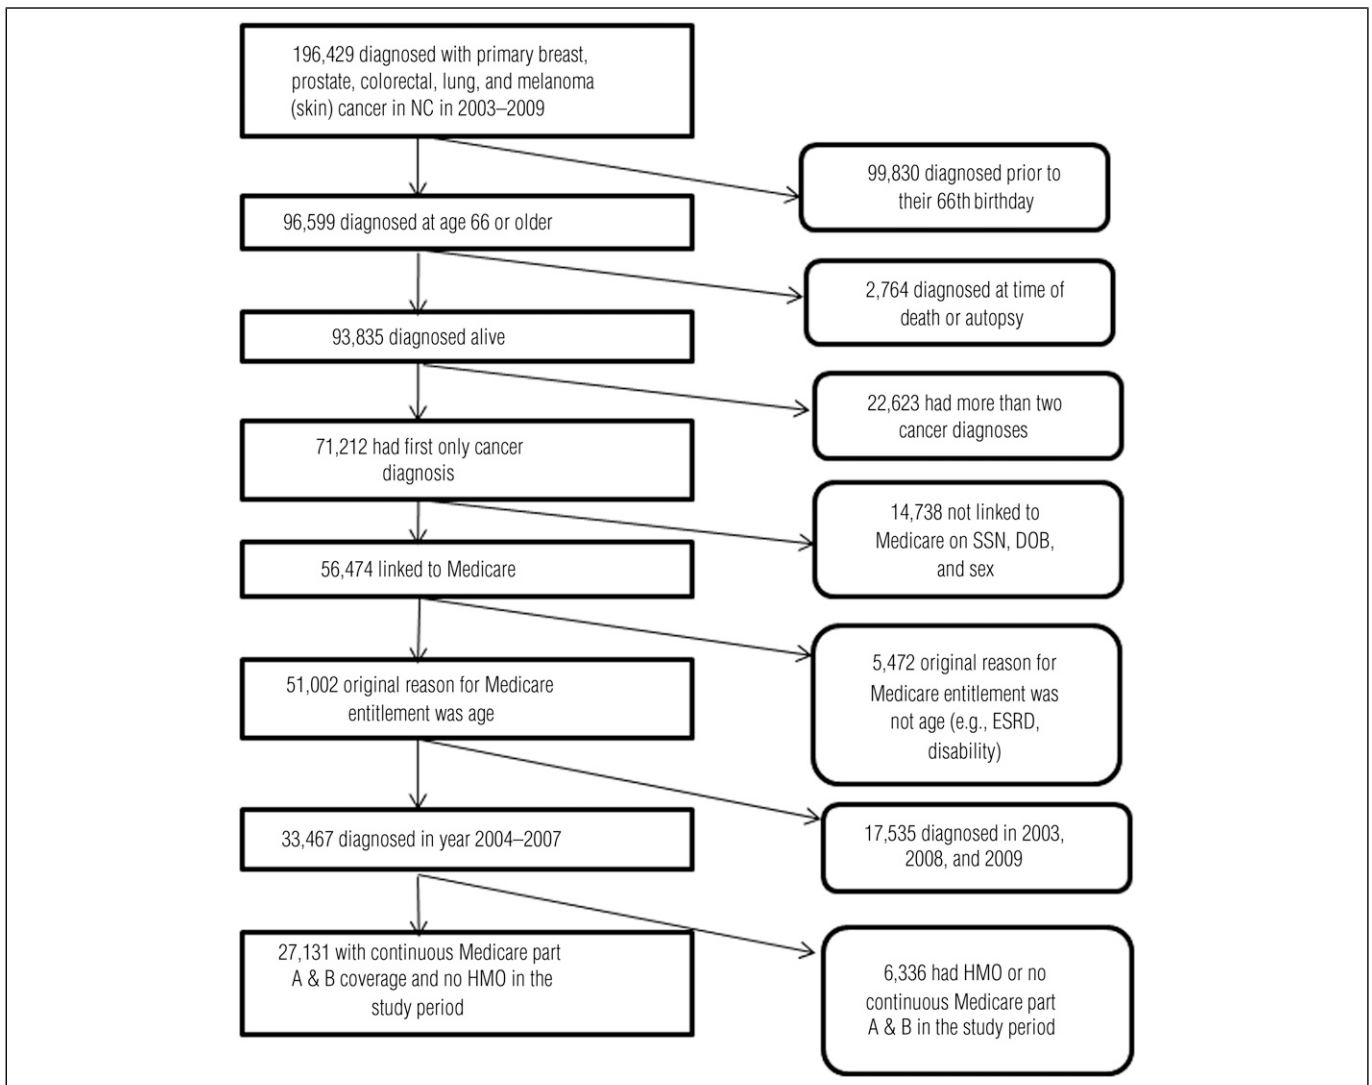 196,429 diagnosed with primary breast,
prostate, colorectal, lung, and melanoma
(skin) cancer in NC in 2003–2009
99,830 diagnosed prior to
their 66th birthday
96,599 diagnosed at age 66 or older
2,764 diagnosed at time of
death or autopsy
93,835 diagnosed alive
22,623 had more than two
cancer diagnoses
71,212 had first only cancer
diagnosis
14,738 not linked to
Medicare on SSN, DOB,
and sex
56,474 linked to Medicare
5,472 original reason for
Medicare entitlement was
not age (e.g., ESRD,
disability)
51,002 original reason for Medicare
entitlement was age
17,535 diagnosed in 2003,
2008, and 2009
33,467 diagnosed in year 2004–2007
27,131 with continuous Medicare part
A & B coverage and no HMO in the
study period
6,336 had HMO or no
continuous Medicare part
A & B in the study period